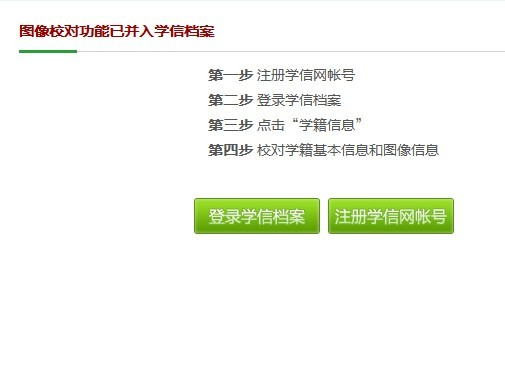 图像校对功能已并入学信档案
第一步 注册学信网帐号
第二步 登录学信档案
第三步 点击“学籍信息”
第四步 校对学籍基本信息和图像信息
登录学信档案 注册学信网帐号